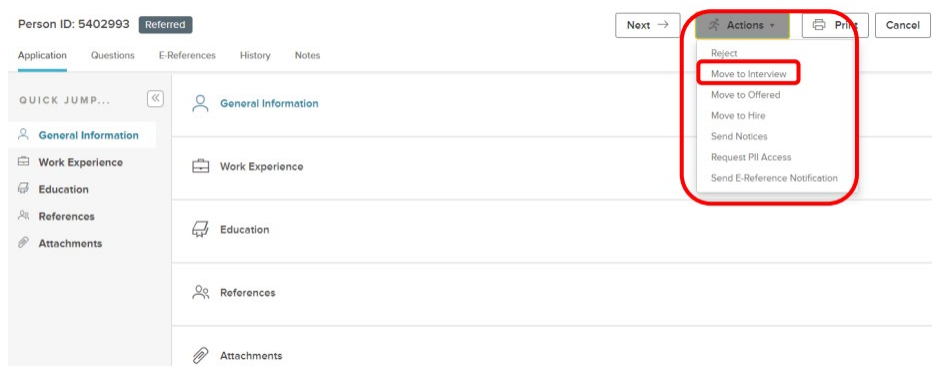 Person ID: 5402993 Referred
Next → Actions ▾ Print Cancel
Application Questions E-References History Notes
Reject
Move to Interview
Move to Offered
Move to Hire
Send Notices
Request PII Access
Send E-Reference Notification
QUICK JUMP...
General Information
Work Experience
Education
References
Attachments
General Information
Work Experience
Education
References
Attachments